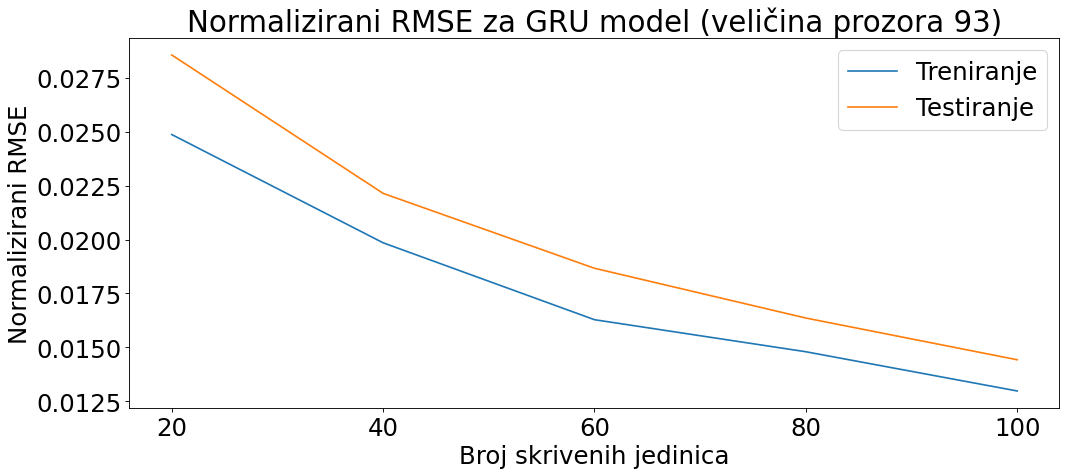 Normalizirani RMSE za GRU model (veličina prozora 93)
Treniranje
Testiranje
Normalizirani RMSE
0.0275
0.0250
0.0225
0.0200
0.0175
0.0150
0.0125
20 40 60 80 100
Broj skrivenih jedinica